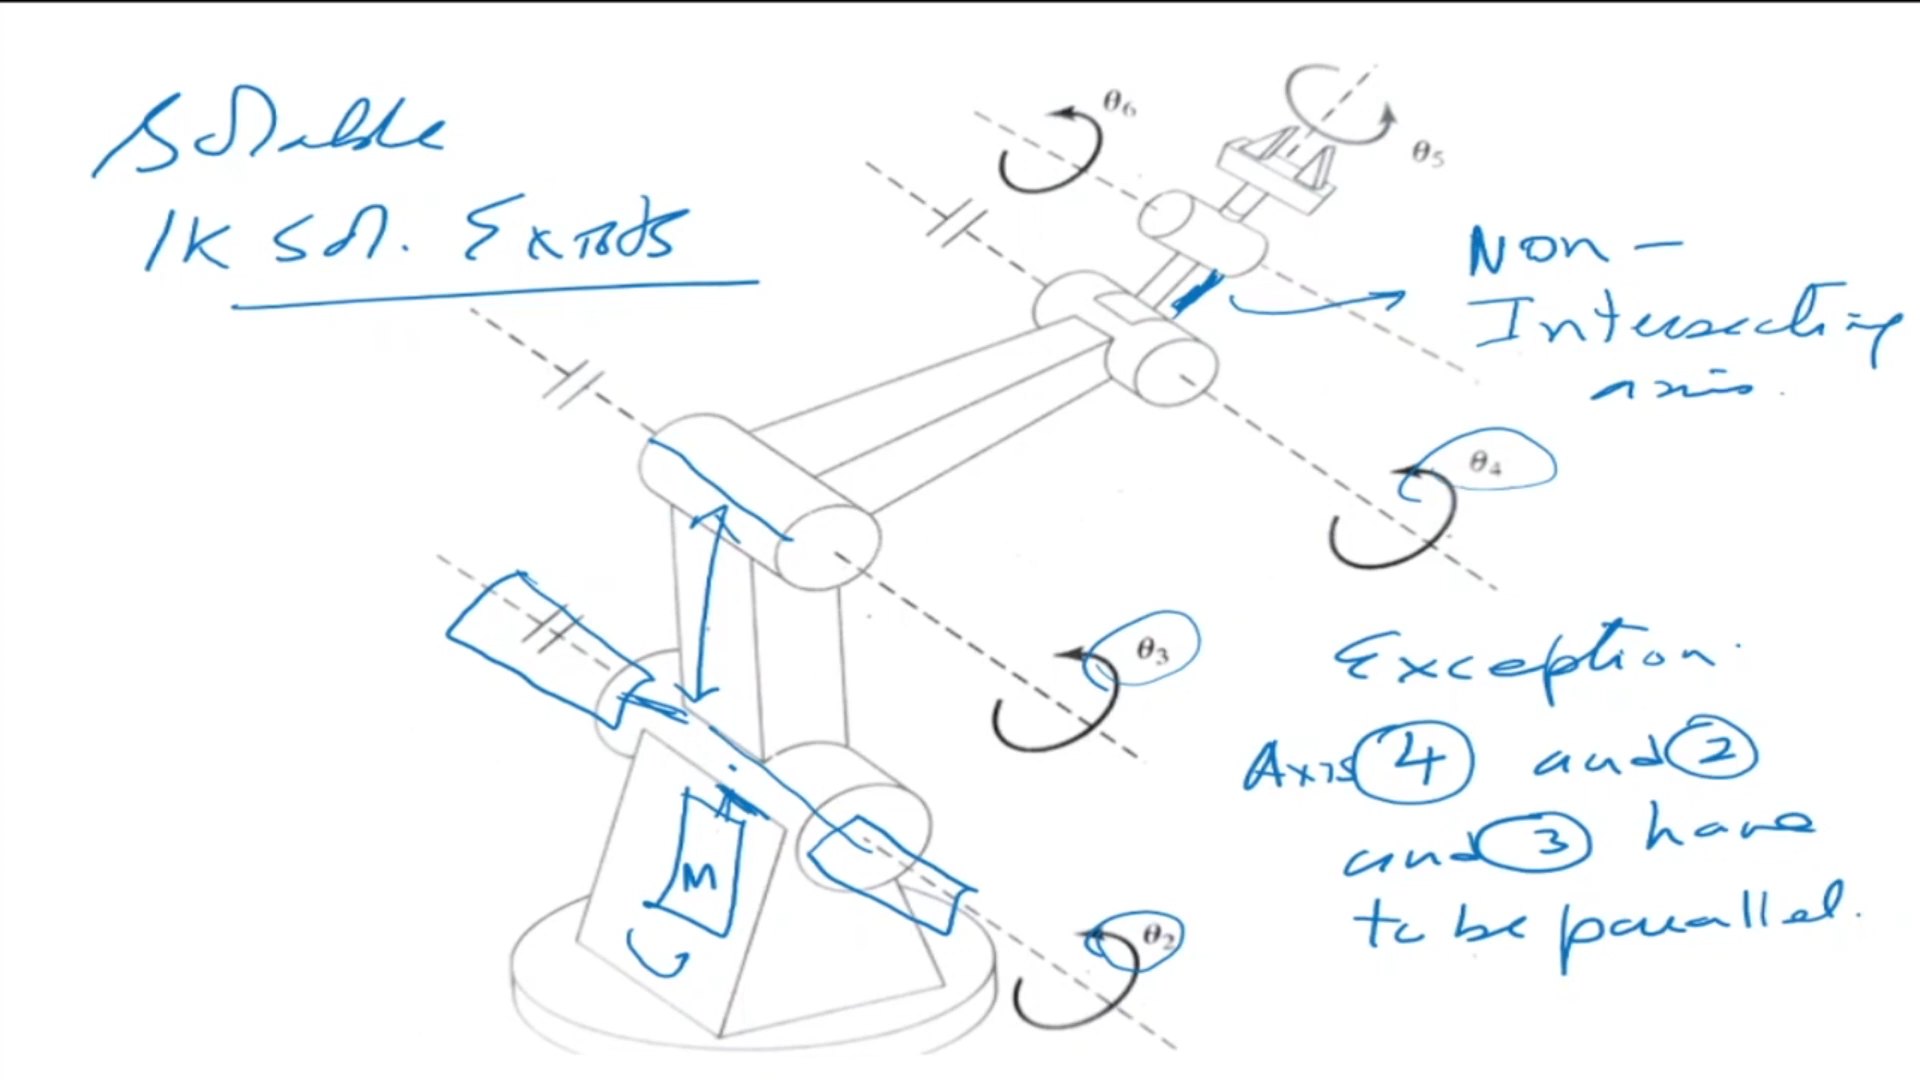 Solvable
IK Soln. Exists
θ6
θ5
Non-
Intersecting
axis.
θ4
θ3
Exception.
Axis 4 and 2
and 3 have
to be parallel.
M
θ2